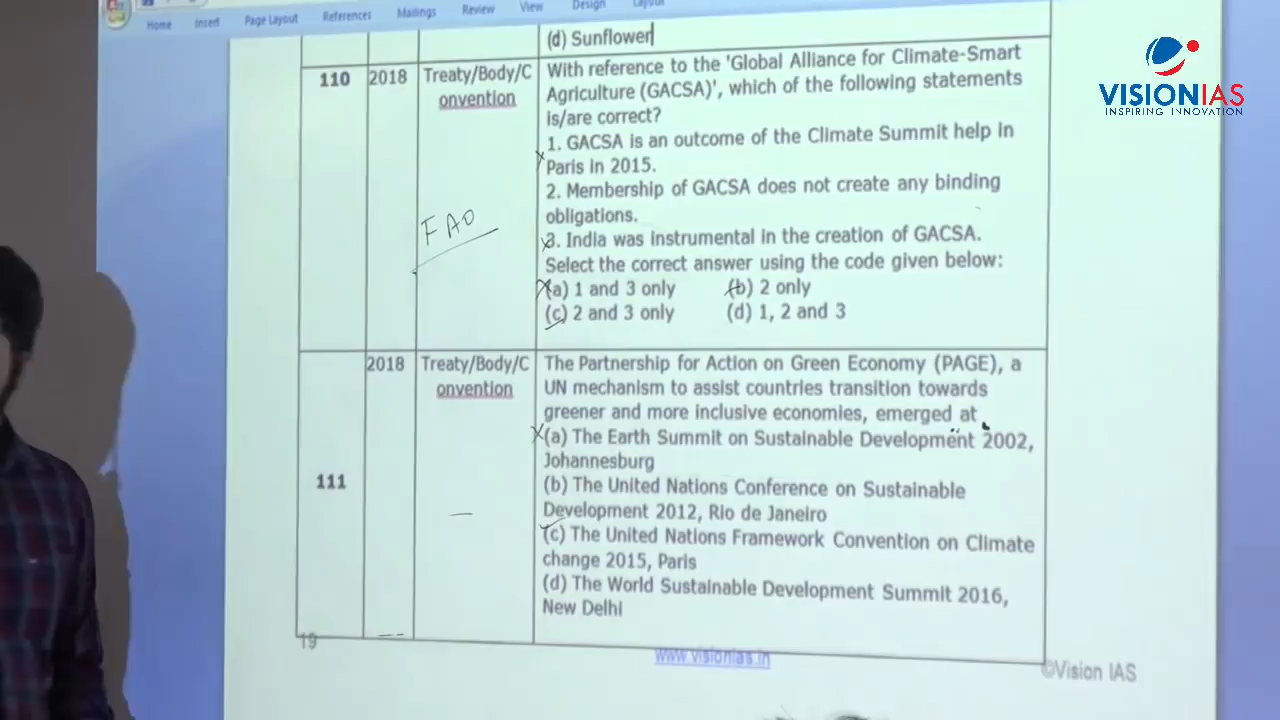 Home Insert Page Layout References Mailings Review View Design Layout
VISIONIAS
INSPIRING INNOVATION
(d) Sunflower
110 2018 Treaty/Body/C
onvention
With reference to the 'Global Alliance for Climate-Smart
Agriculture (GACSA)', which of the following statements
is/are correct?
1. GACSA is an outcome of the Climate Summit help in
Paris in 2015.
2. Membership of GACSA does not create any binding
obligations.
FAO
3. India was instrumental in the creation of GACSA.
Select the correct answer using the code given below:
(a) 1 and 3 only (b) 2 only
(c) 2 and 3 only (d) 1, 2 and 3
111 2018 Treaty/Body/C
onvention
The Partnership for Action on Green Economy (PAGE), a
UN mechanism to assist countries transition towards
greener and more inclusive economies, emerged at
(a) The Earth Summit on Sustainable Development 2002,
Johannesburg
(b) The United Nations Conference on Sustainable
Development 2012, Rio de Janeiro
(c) The United Nations Framework Convention on Climate
change 2015, Paris
(d) The World Sustainable Development Summit 2016,
New Delhi
19
www.visionias.in
©Vision IAS